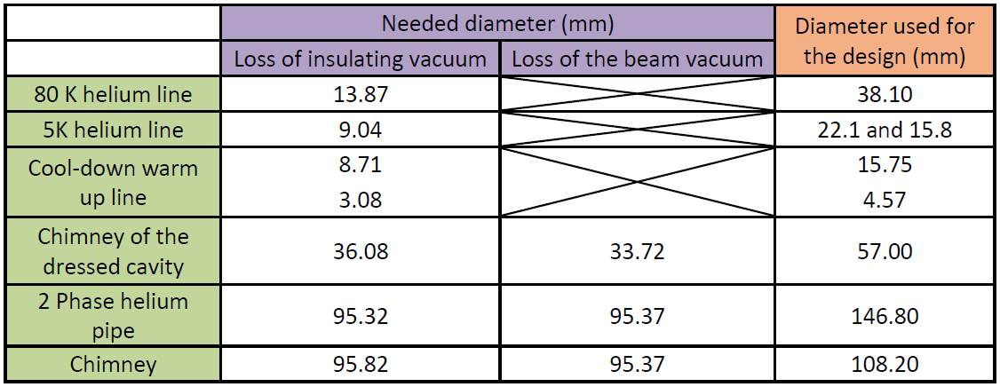 Needed diameter (mm)
Diameter used for
the design (mm)
Loss of insulating vacuum
Loss of the beam vacuum
80 K helium line
13.87
38.10
5K helium line
9.04
22.1 and 15.8
Cool-down warm
up line
8.71
3.08
15.75
4.57
Chimney of the
dressed cavity
36.08
33.72
57.00
2 Phase helium
pipe
95.32
95.37
146.80
Chimney
95.82
95.37
108.20